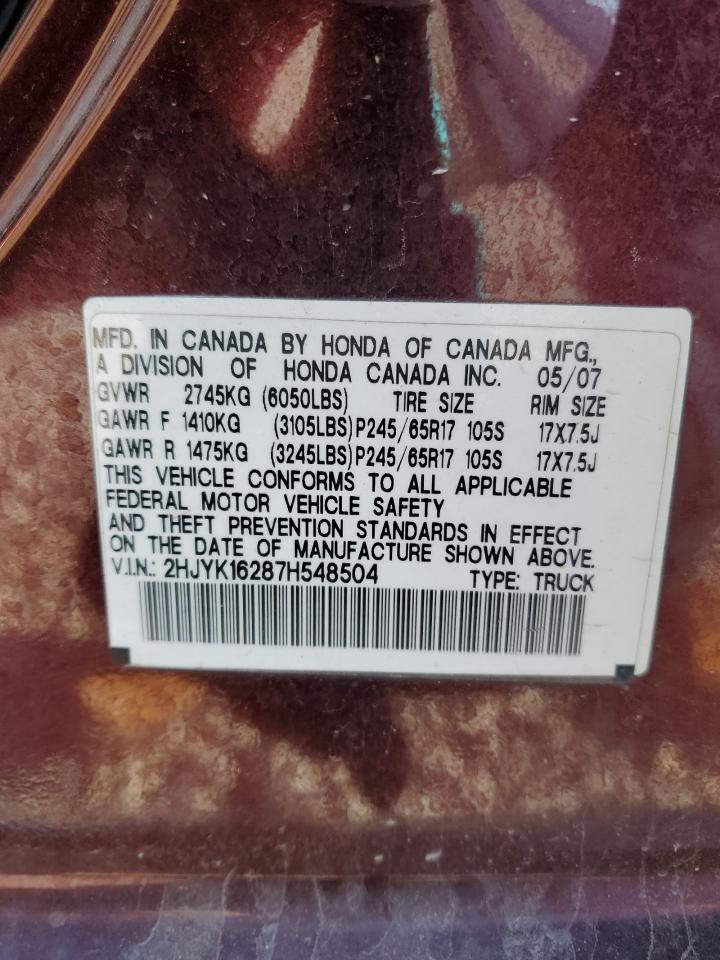 MFD. IN CANADA BY HONDA OF CANADA MFG.,
A DIVISION OF HONDA CANADA INC. 05/07
GVWR 2745KG (6050LBS) TIRE SIZE RIM SIZE
GAWR F 1410KG (3105LBS) P245/65R17 105S 17X7.5J
GAWR R 1475KG (3245LBS) P245/65R17 105S 17X7.5J
THIS VEHICLE CONFORMS TO ALL APPLICABLE
FEDERAL MOTOR VEHICLE SAFETY
AND THEFT PREVENTION STANDARDS IN EFFECT
ON THE DATE OF MANUFACTURE SHOWN ABOVE.
V.I.N.: 2HJYK16287H548504 TYPE: TRUCK